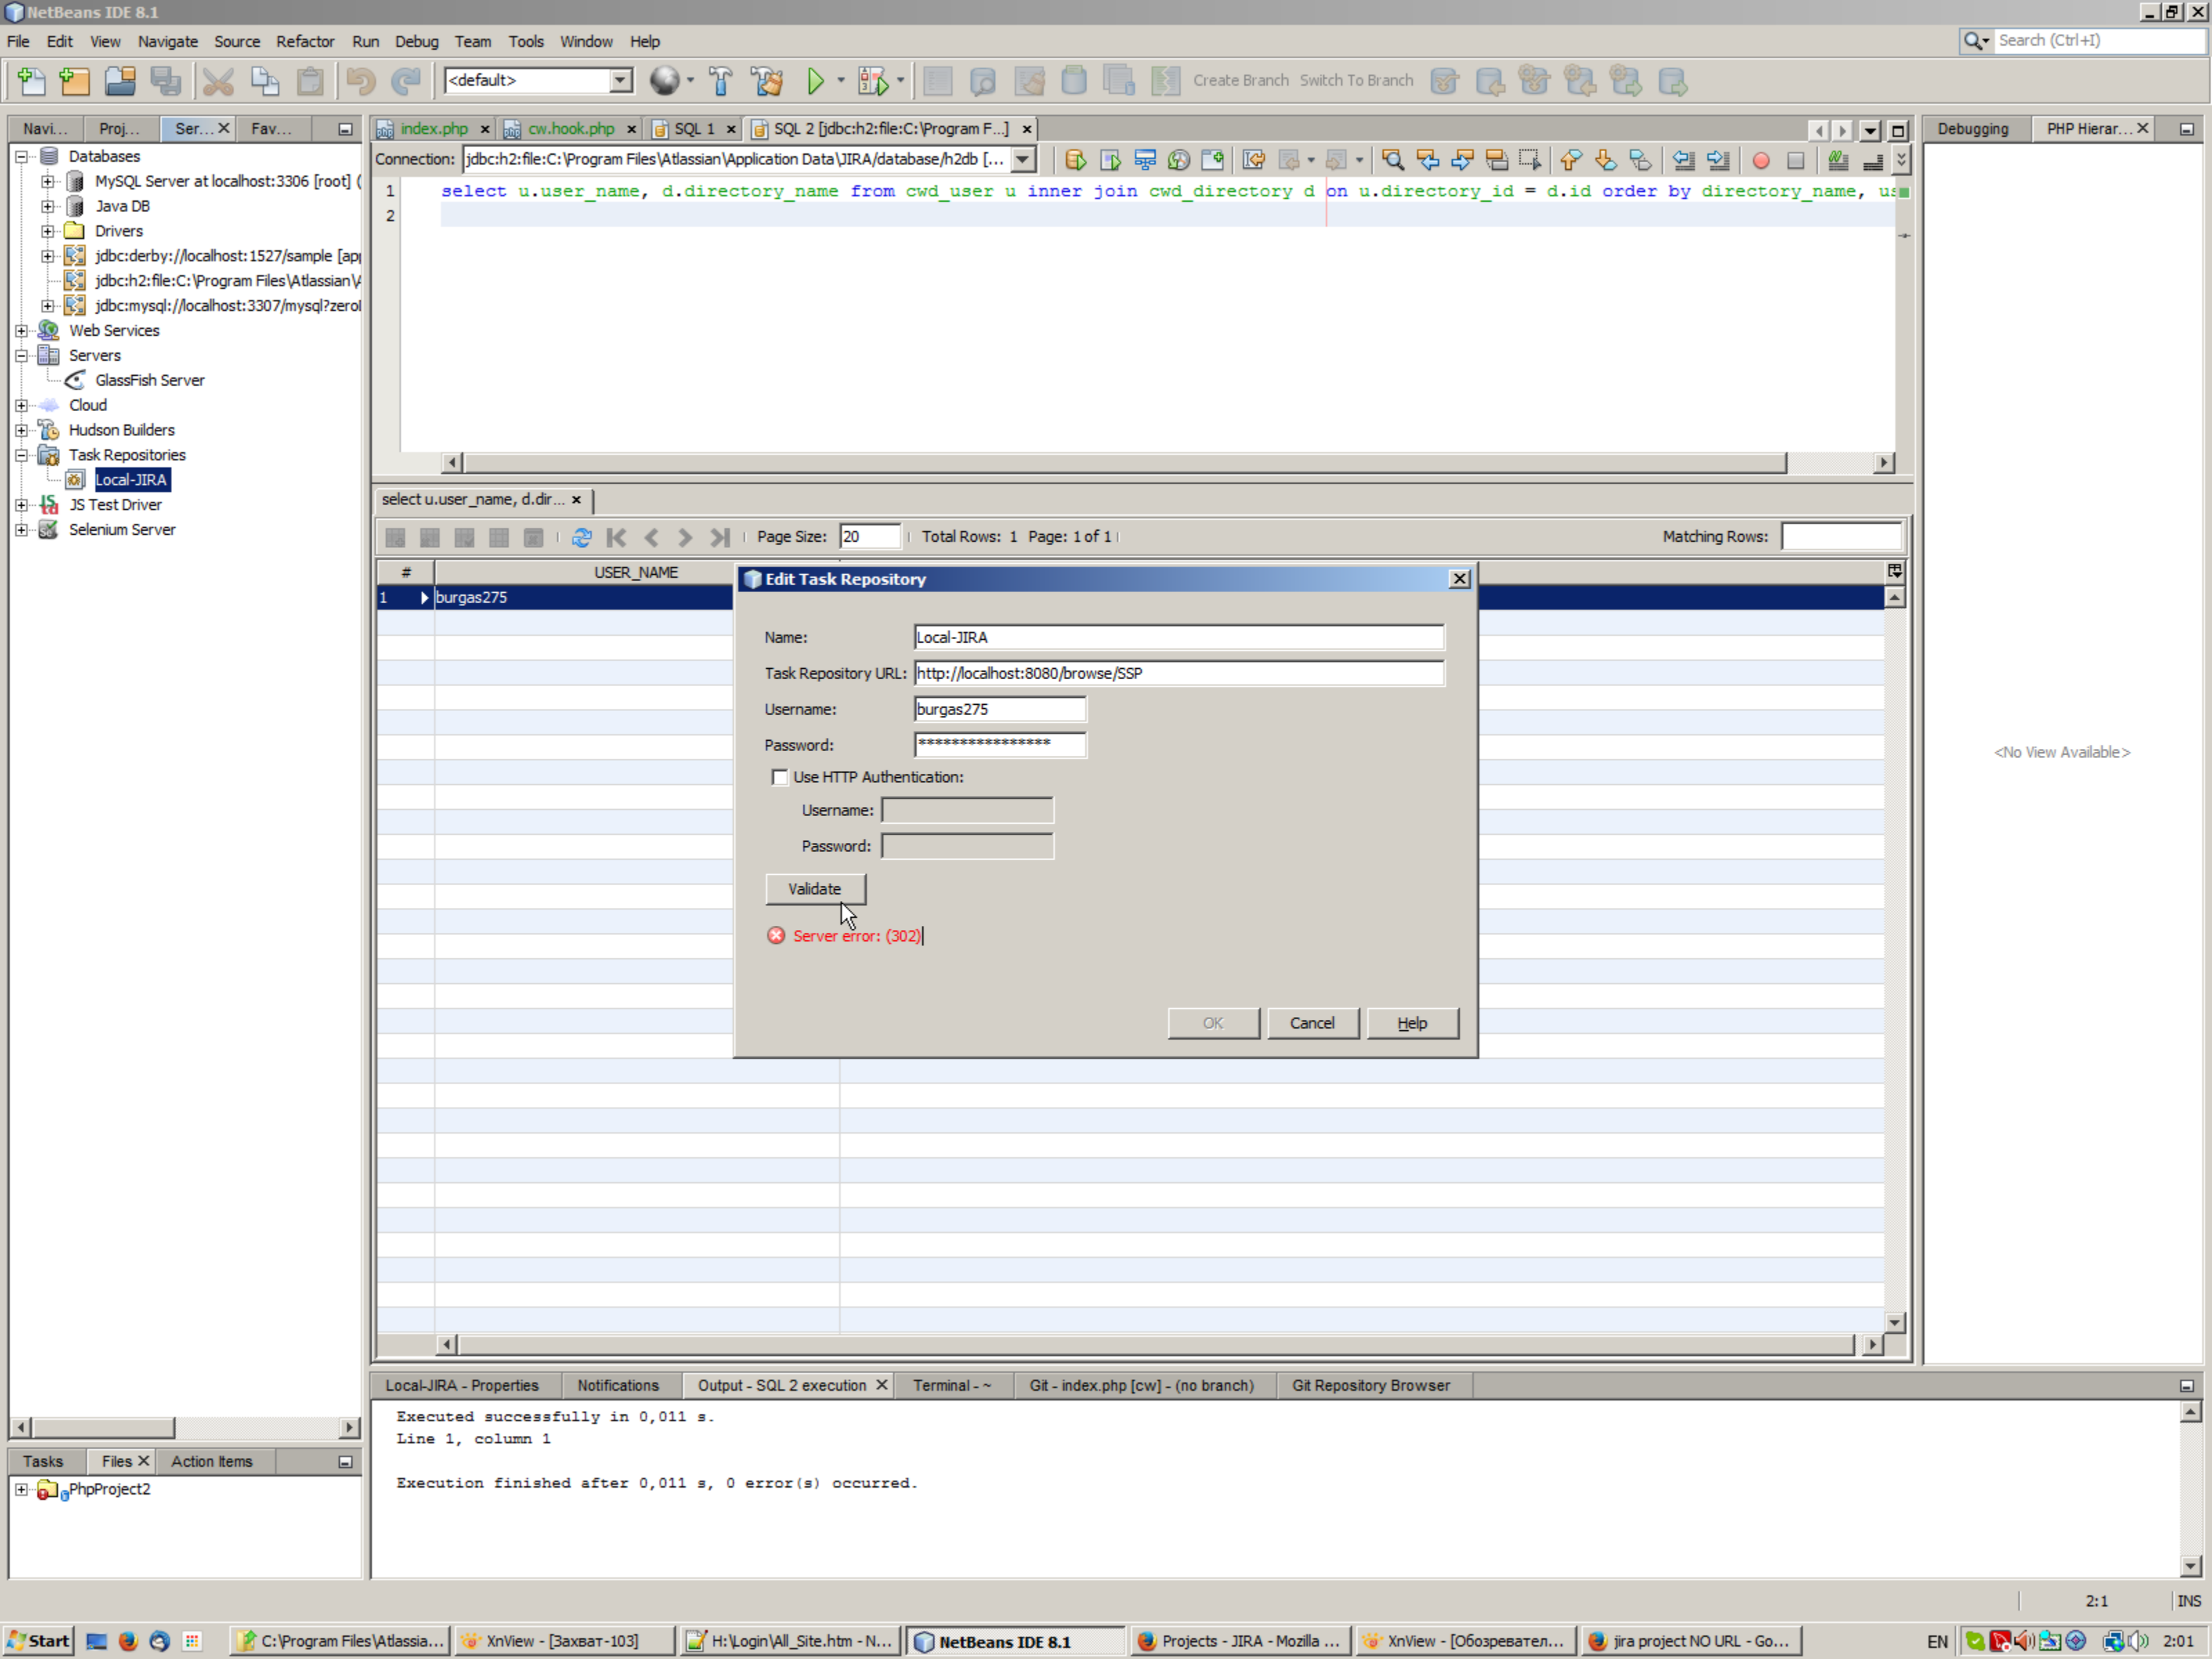 NetBeans IDE 8.1
File Edit View Navigate Source Refactor Run Debug Team Tools Window Help
Search (Ctrl+I)
<default>
Create Branch Switch To Branch
Navi... Proj... Ser... Fav...
index.php cw.hook.php SQL 1 SQL 2 [jdbc:h2:file:C:\Program F...]
Debugging PHP Hierar...
Connection: jdbc:h2:file:C:\Program Files\Atlassian\Application Data\JIRA/database/h2db [...
1 select u.user_name, d.directory_name from cwd_user u inner join cwd_directory d on u.directory_id = d.id order by directory_name, us
2
Databases
MySQL Server at localhost:3306 [root] (
Java DB
Drivers
jdbc:derby://localhost:1527/sample [app
jdbc:h2:file:C:\Program Files\Atlassian\A
jdbc:mysql://localhost:3307/mysql?zeroI
Web Services
Servers
GlassFish Server
Cloud
Hudson Builders
Task Repositories
Local-JIRA
JS Test Driver
Selenium Server
select u.user_name, d.dir...
Page Size: 20 Total Rows: 1 Page: 1 of 1
Matching Rows:
# USER_NAME
1 burgas275
Edit Task Repository
Name: Local-JIRA
Task Repository URL: http://localhost:8080/browse/SSP
Username: burgas275
Password: ****************
Use HTTP Authentication:
Username:
Password:
Validate
Server error: (302)
OK Cancel Help
<No View Available>
Local-JIRA - Properties Notifications Output - SQL 2 execution Terminal - ~ Git - index.php [cw] - (no branch) Git Repository Browser
Executed successfully in 0,011 s.
Line 1, column 1
Execution finished after 0,011 s, 0 error(s) occurred.
Tasks Files Action Items
PhpProject2
2:1 INS
Start C:\Program Files\Atlassia... XnView - [Захват-103] H:\Login\All_Site.htm - N... NetBeans IDE 8.1 Projects - JIRA - Mozilla ... XnView - [Обозревател... jira project NO URL - Go... EN 2:01